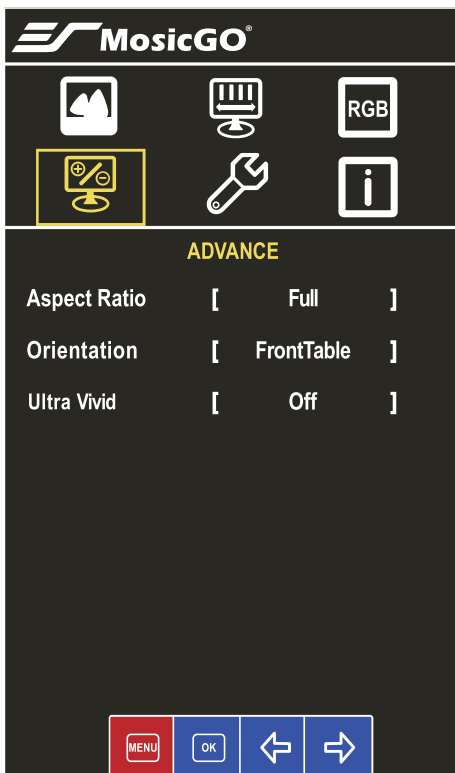 MosicGO®
RGB
i
ADVANCE
Aspect Ratio [ Full ]
Orientation [ FrontTable ]
Ultra Vivid [ Off ]
MENU OK